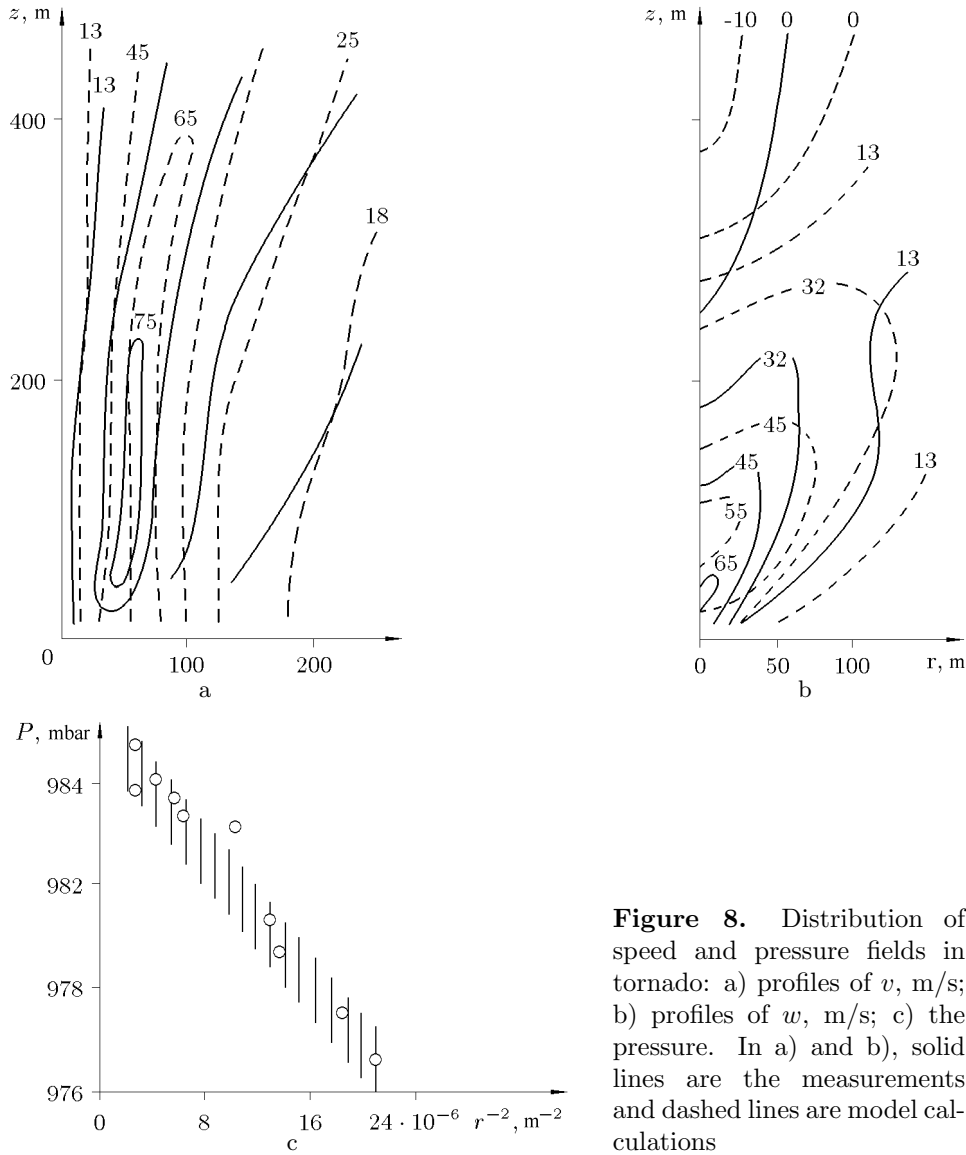 z, m
13
13
45
65
25
18
75
400
200
0
100
200
a
z, m
-10
0
0
13
13
32
32
45
45
13
55
65
0
50
100
r, m
b
P, mbar
984
982
978
976
0
8
16
24 · 10⁻⁶
r⁻², m⁻²
c
Figure 8. Distribution of
speed and pressure fields in
tornado: a) profiles of v, m/s;
b) profiles of w, m/s; c) the
pressure. In a) and b), solid
lines are the measurements
and dashed lines are model cal-
culations